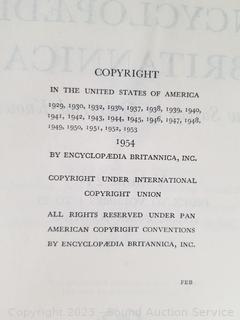 COPYRIGHT
IN THE UNITED STATES OF AMERICA
1929, 1930, 1932, 1936, 1937, 1938, 1939, 1940,
1941, 1942, 1943, 1944, 1945, 1946, 1947, 1948,
1949, 1950, 1951, 1952, 1953
1954
BY ENCYCLOPÆDIA BRITANNICA, INC.
COPYRIGHT UNDER INTERNATIONAL
COPYRIGHT UNION
ALL RIGHTS RESERVED UNDER PAN
AMERICAN COPYRIGHT CONVENTIONS
BY ENCYCLOPÆDIA BRITANNICA, INC.
FEB
Copyright 2023 - Bound Auction Service